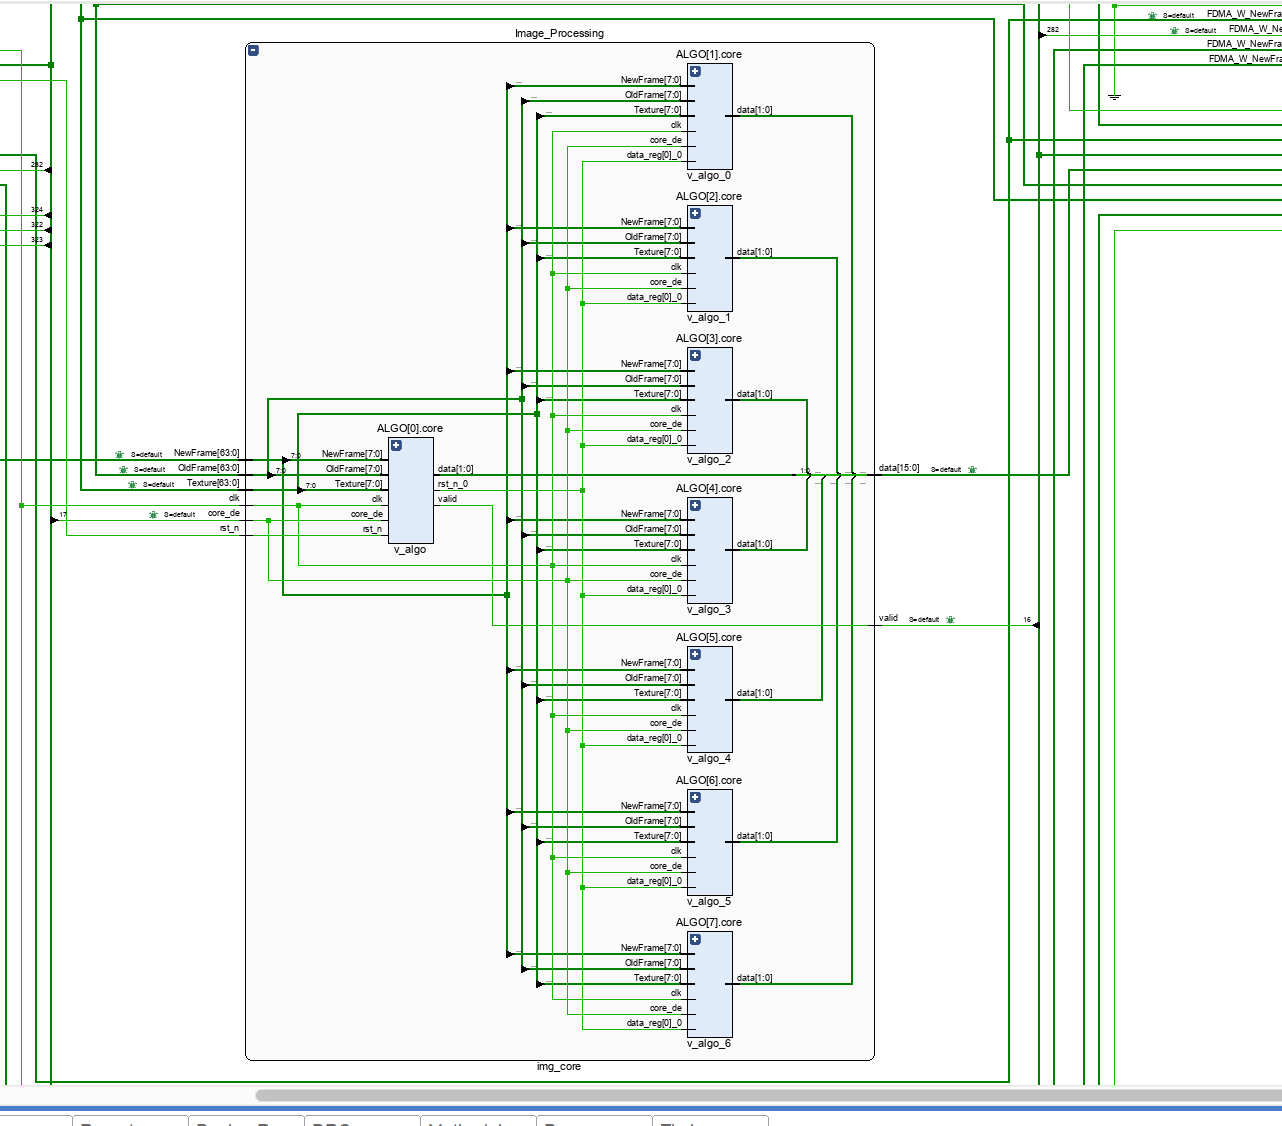 S=default FDMA_W_NewFra
282 S=default FDMA_W_Ne
FDMA_W_NewFra
FDMA_W_NewFra
Image_Processing
ALGO[1].core
NewFrame[7:0]
OldFrame[7:0]
Texture[7:0] data[1:0]
clk
core_de
data_reg[0]_0
v_algo_0
282
324
322
323
ALGO[2].core
NewFrame[7:0]
OldFrame[7:0]
Texture[7:0] data[1:0]
clk
core_de
data_reg[0]_0
v_algo_1
ALGO[3].core
NewFrame[7:0]
OldFrame[7:0]
Texture[7:0] data[1:0]
clk
core_de
data_reg[0]_0
v_algo_2
ALGO[0].core
S=default NewFrame[63:0] 7:0 NewFrame[7:0]
S=default OldFrame[63:0] 7:0 OldFrame[7:0] data[1:0] 1:0 data[15:0] S=default
S=default Texture[63:0] 7:0 Texture[7:0] rst_n_0
clk clk valid
17 S=default core_de core_de
rst_n rst_n
v_algo
ALGO[4].core
NewFrame[7:0]
OldFrame[7:0]
Texture[7:0] data[1:0]
clk
core_de
data_reg[0]_0
v_algo_3
valid S=default 16
ALGO[5].core
NewFrame[7:0]
OldFrame[7:0]
Texture[7:0] data[1:0]
clk
core_de
data_reg[0]_0
v_algo_4
ALGO[6].core
NewFrame[7:0]
OldFrame[7:0]
Texture[7:0] data[1:0]
clk
core_de
data_reg[0]_0
v_algo_5
ALGO[7].core
NewFrame[7:0]
OldFrame[7:0]
Texture[7:0] data[1:0]
clk
core_de
data_reg[0]_0
v_algo_6
img_core